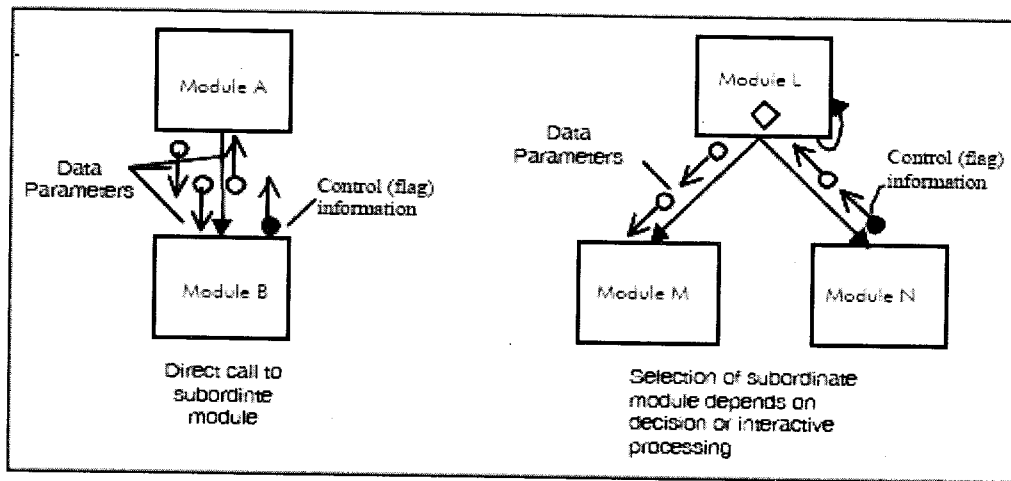 Module A
Data
Parameters
Control (flag)
information
Module B
Direct call to
subordinte
module
Module L
Data
Parameters
Control (flag)
information
Module M
Module N
Selection of subordinate
module depends on
decision or interactive
processing